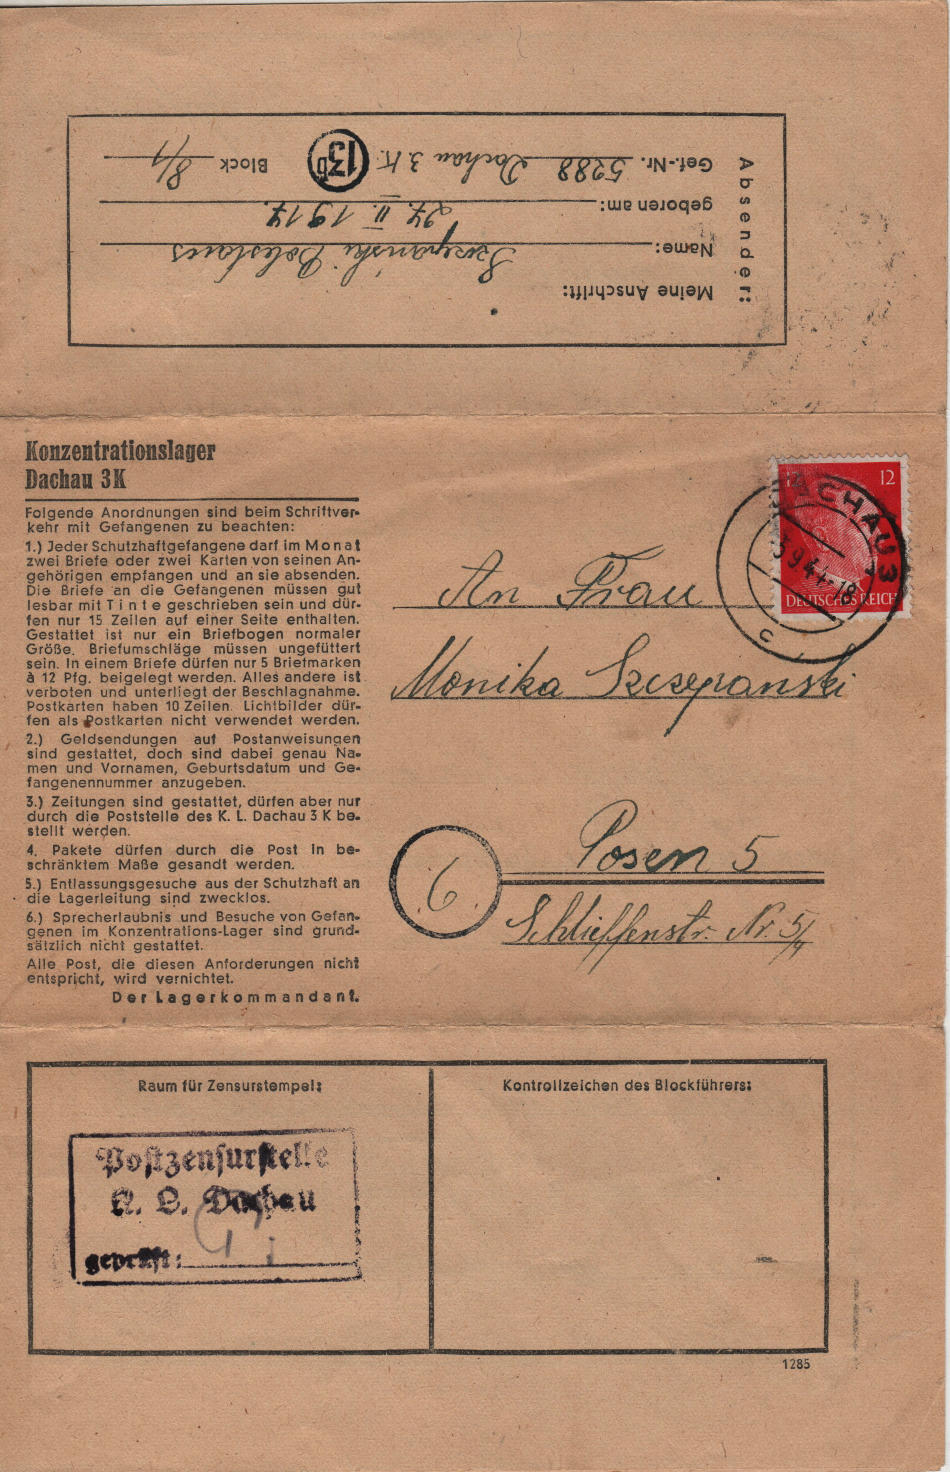 Absender:
Meine Anschrift:
Name: Szczepański Boleslaus
geboren am: 27. II. 1917.
Gef.-Nr. 5288 Dachau 3 K. Block 8/1
13b
Konzentrationslager
Dachau 3K
Folgende Anordnungen sind beim Schriftver-
kehr mit Gefangenen zu beachten:
1.) Jeder Schutzhaftgefangene darf im Monat
zwei Briefe oder zwei Karten von seinen An-
gehörigen empfangen und an sie absenden.
Die Briefe an die Gefangenen müssen gut
lesbar mit Tinte geschrieben sein und dür-
fen nur 15 Zeilen auf einer Seite enthalten.
Gestattet ist nur ein Briefbogen normaler
Größe. Briefumschläge müssen ungefüttert
sein. In einem Briefe dürfen nur 5 Briefmarken
à 12 Pfg. beigelegt werden. Alles andere ist
verboten und unterliegt der Beschlagnahme.
Postkarten haben 10 Zeilen. Lichtbilder dür-
fen als Postkarten nicht verwendet werden.
2.) Geldsendungen auf Postanweisungen
sind gestattet, doch sind dabei genau Na-
men und Vornamen, Geburtsdatum und Ge-
fangenennummer anzugeben.
3.) Zeitungen sind gestattet, dürfen aber nur
durch die Poststelle des K. L. Dachau 3 K be-
stellt werden.
4. Pakete dürfen durch die Post in be-
schränktem Maße gesandt werden.
5.) Entlassungsgesuche aus der Schutzhaft an
die Lagerleitung sind zwecklos.
6.) Sprecherlaubnis und Besuche von Gefan-
genen im Konzentrations-Lager sind grund-
sätzlich nicht gestattet.
Alle Post, die diesen Anforderungen nicht
entspricht, wird vernichtet.
Der Lagerkommandant.
12
DEUTSCHES REICH
DACHAU 3
9.44.-18
c
An Frau
Monika Szczepanski
Posen 5
6
Schlieffenstr. Nr. 5/4
Raum für Zensurstempel:
Kontrollzeichen des Blockführers:
Postzensurstelle
K. L. Dachau
geprüft:
1285